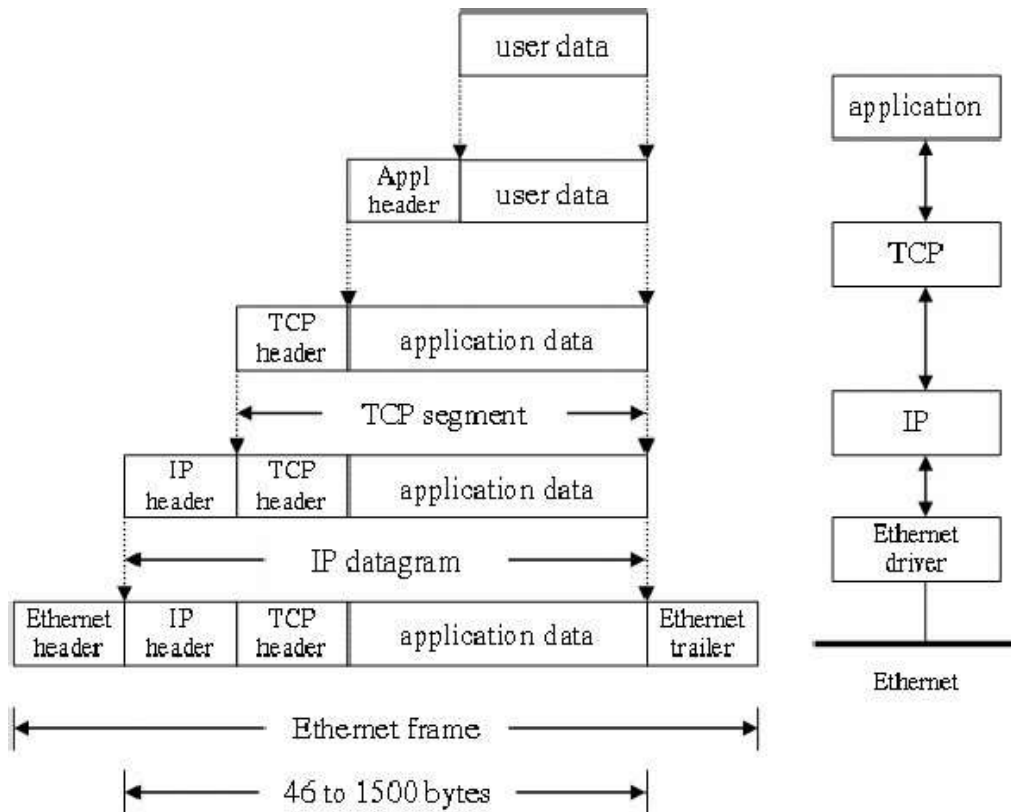 user data
application
Appl
header
user data
TCP
TCP
header
application data
TCP segment
IP
IP
header
TCP
header
application data
Ethernet
driver
IP datagram
Ethernet
header
IP
header
TCP
header
application data
Ethernet
trailer
Ethernet
Ethernet frame
46 to 1500 bytes